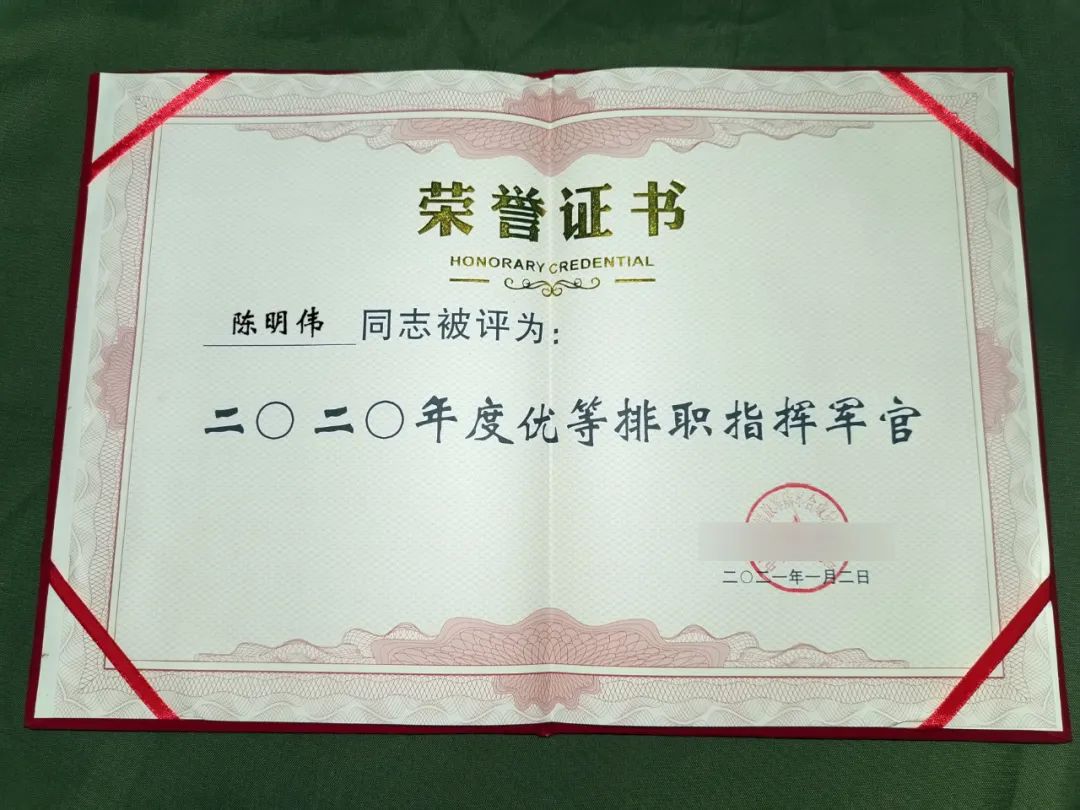 荣誉证书
HONORARY CREDENTIAL
陈明伟 同志被评为：
二〇二〇年度优等排职指挥军官
二〇二一年一月二日